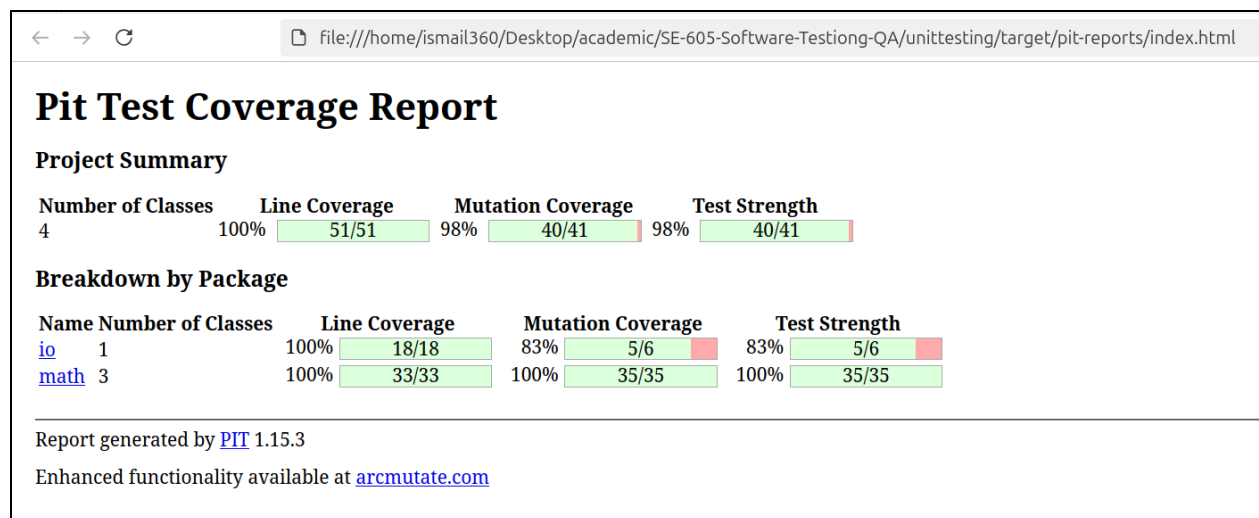 file:///home/ismail360/Desktop/academic/SE-605-Software-Testiong-QA/unittesting/target/pit-reports/index.html
Pit Test Coverage Report
Project Summary
Number of Classes Line Coverage Mutation Coverage Test Strength
4 100% 51/51 98% 40/41 98% 40/41
Breakdown by Package
Name Number of Classes Line Coverage Mutation Coverage Test Strength
io 1 100% 18/18 83% 5/6 83% 5/6
math 3 100% 33/33 100% 35/35 100% 35/35
Report generated by PIT 1.15.3
Enhanced functionality available at arcmutate.com